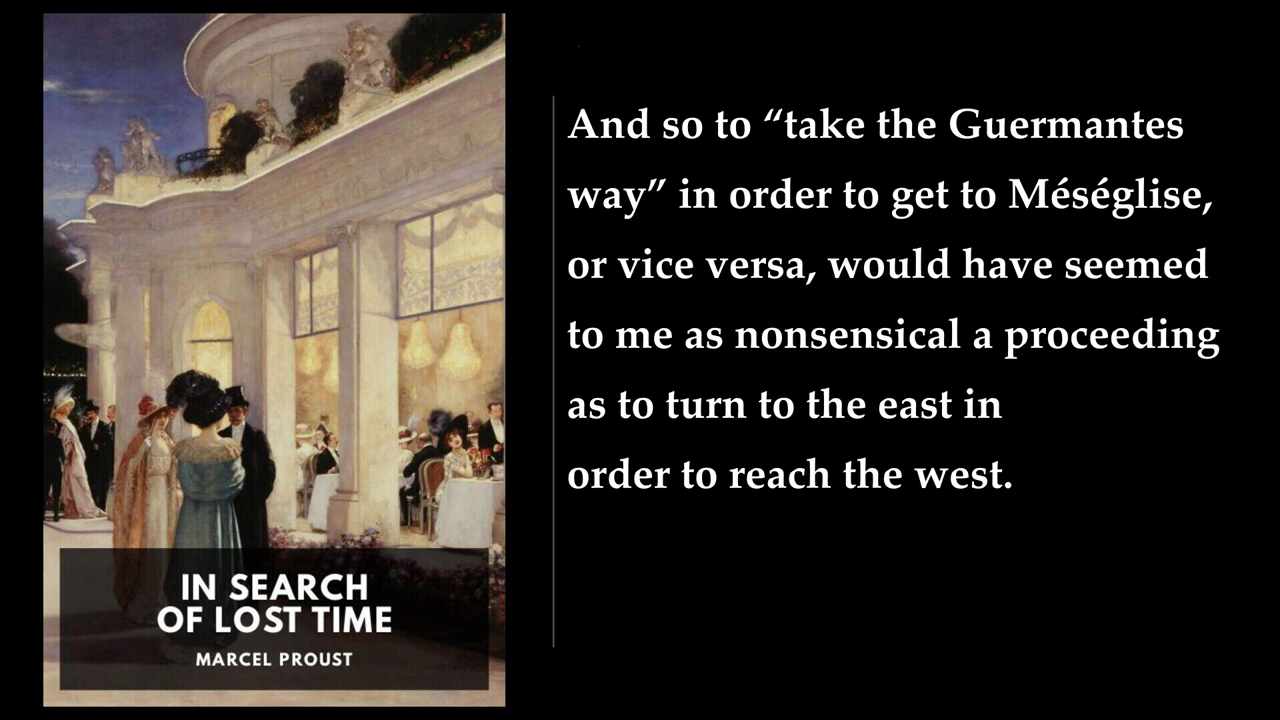 And so to “take the Guermantes
way” in order to get to Méséglise,
or vice versa, would have seemed
to me as nonsensical a proceeding
as to turn to the east in
order to reach the west.
IN SEARCH
OF LOST TIME
MARCEL PROUST